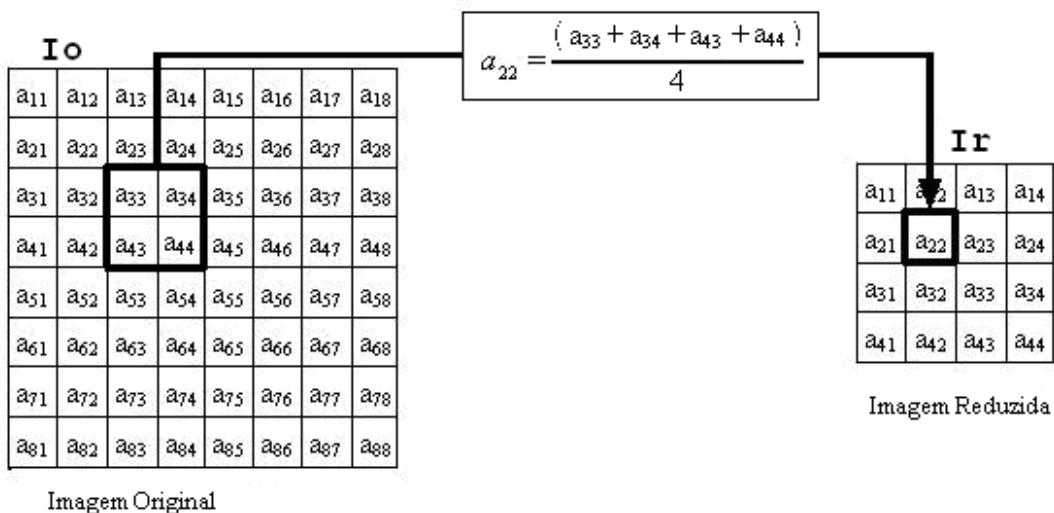 Io
a22 = (a33 + a34 + a43 + a44) / 4
a11 a12 a13 a14 a15 a16 a17 a18
a21 a22 a23 a24 a25 a26 a27 a28
a31 a32 a33 a34 a35 a36 a37 a38
a41 a42 a43 a44 a45 a46 a47 a48
a51 a52 a53 a54 a55 a56 a57 a58
a61 a62 a63 a64 a65 a66 a67 a68
a71 a72 a73 a74 a75 a76 a77 a78
a81 a82 a83 a84 a85 a86 a87 a88
Imagem Original
Ir
a11 a12 a13 a14
a21 a22 a23 a24
a31 a32 a33 a34
a41 a42 a43 a44
Imagem Reduzida